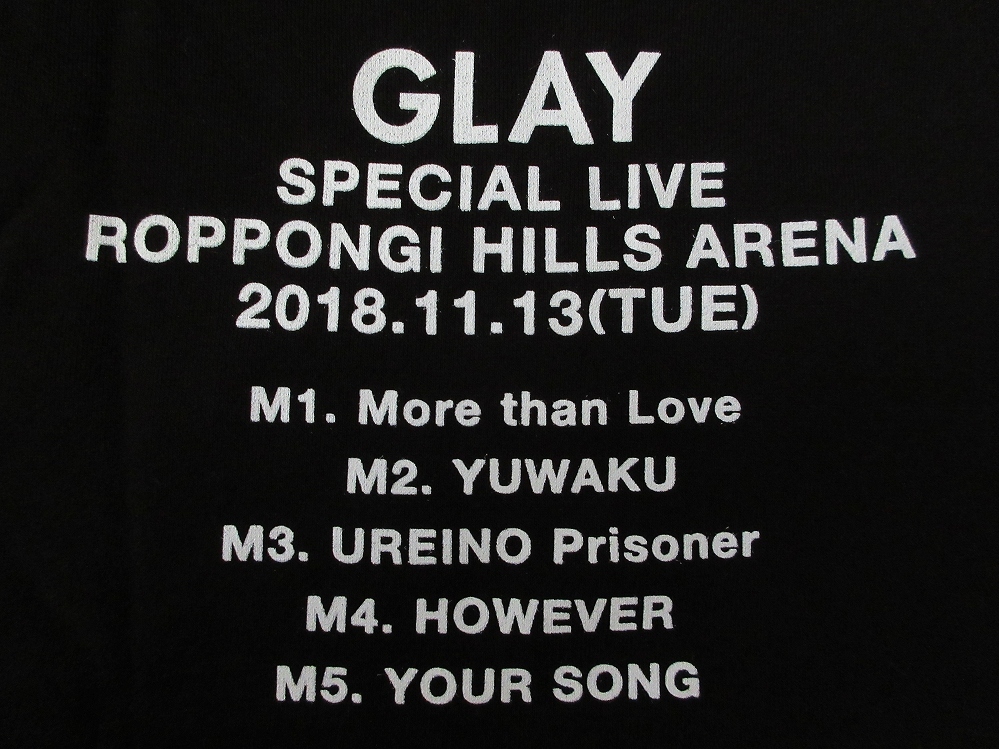 GLAY
SPECIAL LIVE
ROPPONGI HILLS ARENA
2018.11.13(TUE)
M1. More than Love
M2. YUWAKU
M3. UREINO Prisoner
M4. HOWEVER
M5. YOUR SONG